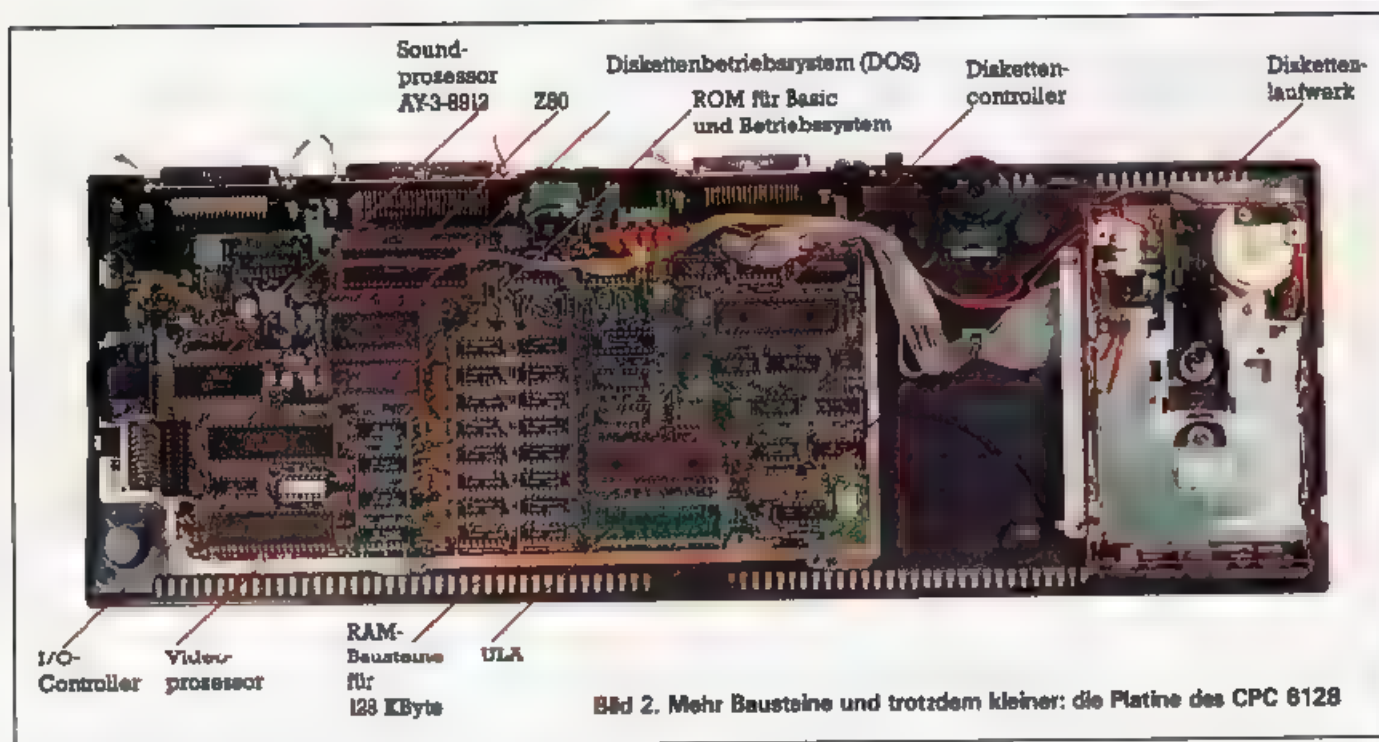 Sound-
prozessor
AY-3-8912
Z80
Diskettenbetriebssystem (DOS)
ROM für Basic
und Betriebssystem
Disketten-
controller
Disketten-
laufwerk
I/O-
Controller
Video-
prozessor
RAM-
Bausteine
für
128 KByte
ULA
Bild 2. Mehr Bausteine und trotzdem kleiner: die Platine des CPC 6128